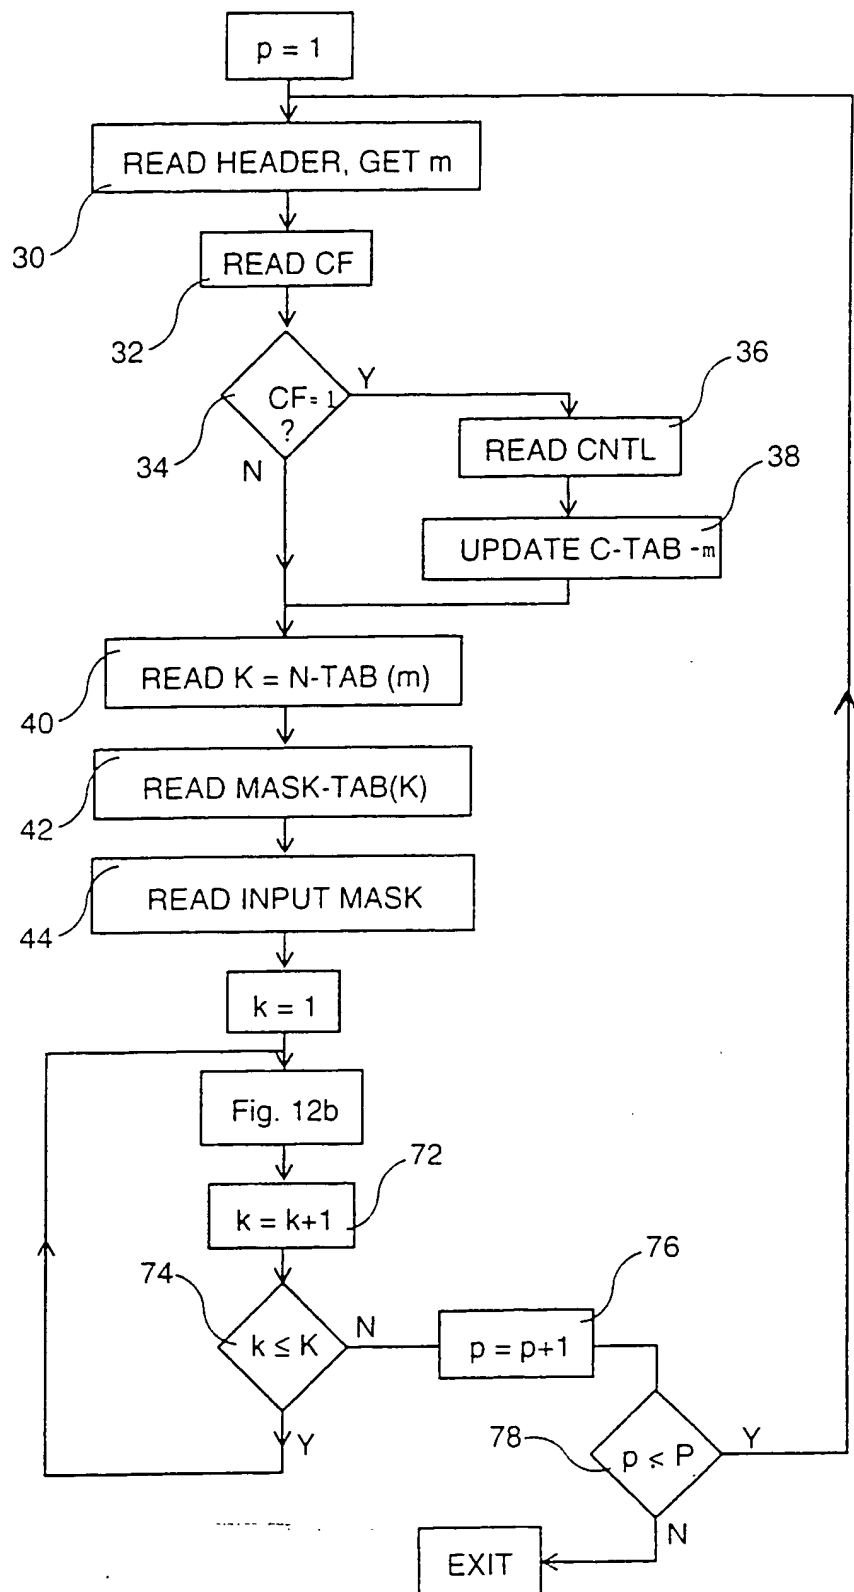 p = 1
READ HEADER, GET m
30
READ CF
32
CF= 1
?
Y
34
N
36
READ CNTL
38
UPDATE C-TAB -m
READ K = N-TAB (m)
40
READ MASK-TAB(K)
42
READ INPUT MASK
44
k = 1
Fig. 12b
72
k = k+1
74
k ≤ K
N
76
p = p+1
Y
78
p ≤ P
Y
N
EXIT